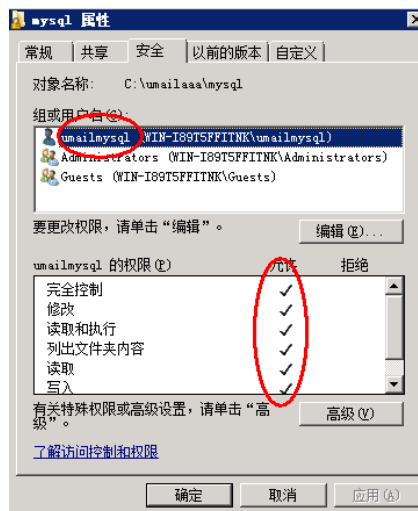 mysql 属性
常规 共享 安全 以前的版本 自定义
对象名称: C:\umailaaa\mysql
组或用户名(G):
umailmysql (WIN-I89T5FFITNK\umailmysql)
Administrators (WIN-I89T5FFITNK\Administrators)
Guests (WIN-I89T5FFITNK\Guests)
要更改权限，请单击“编辑”。 编辑(E)...
umailmysql 的权限(P) 允许 拒绝
完全控制
修改
读取和执行
列出文件夹内容
读取
写入
有关特殊权限或高级设置，请单击“高
级”。
高级(V)
了解访问控制和权限
确定 取消 应用(A)